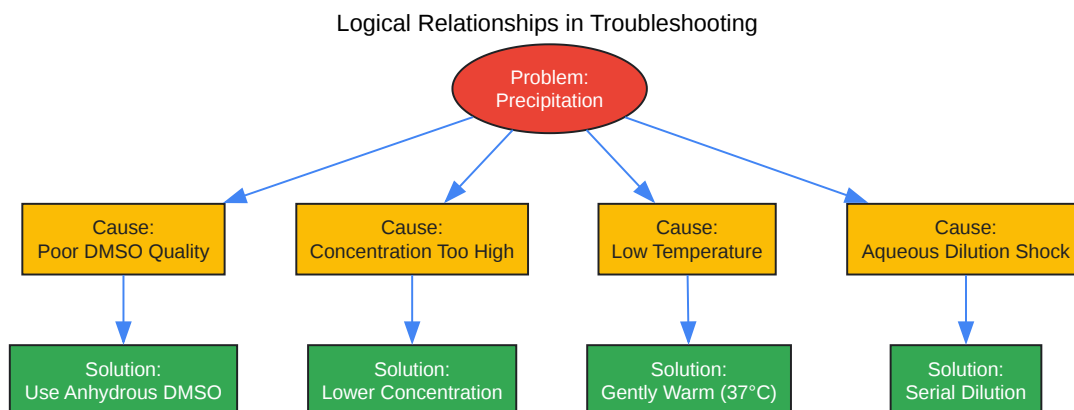 Logical Relationships in Troubleshooting
Problem:
Precipitation
Cause:
Poor DMSO Quality
Cause:
Concentration Too High
Cause:
Low Temperature
Cause:
Aqueous Dilution Shock
Solution:
Use Anhydrous DMSO
Solution:
Lower Concentration
Solution:
Gently Warm (37°C)
Solution:
Serial Dilution